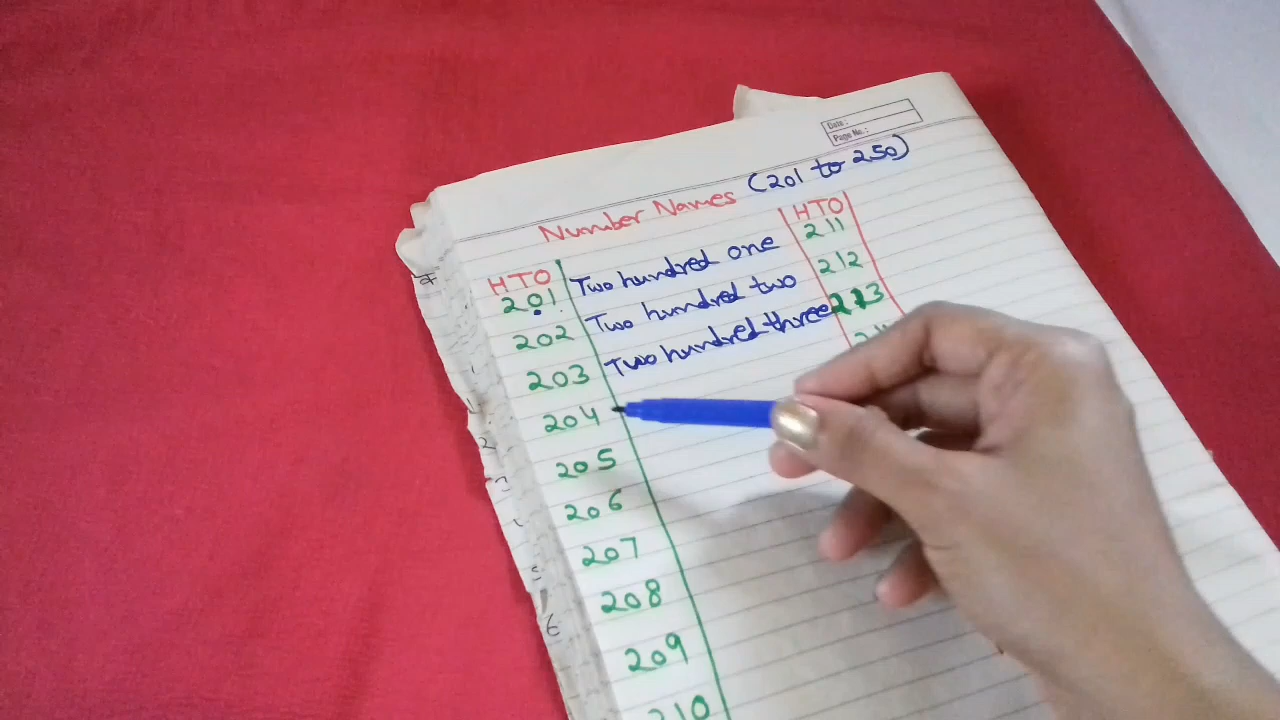 Date :
Page No.:
Number Names (201 to 250)
HTO HTO
201 Two hundred one 211
202 Two hundred two 212
203 Two hundred three 213
204
205
206
207
208
209
210